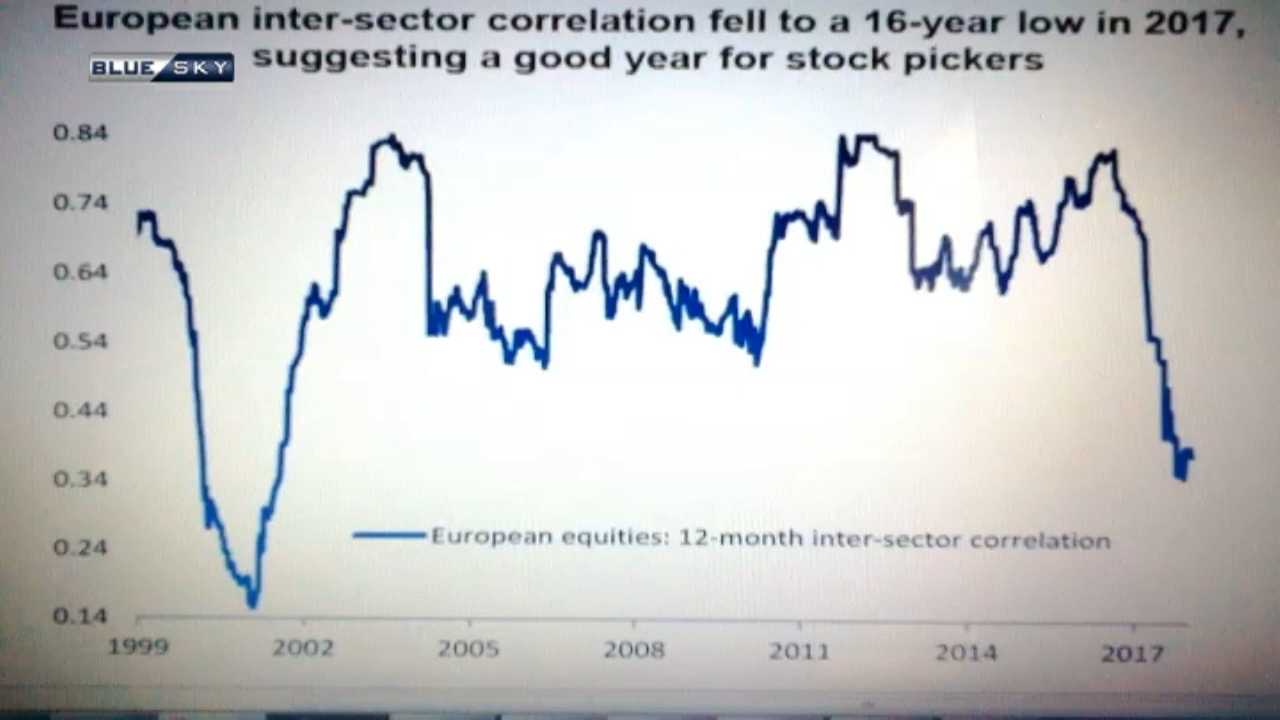 European inter-sector correlation fell to a 16-year low in 2017,
BLUE SKY
suggesting a good year for stock pickers
0.84
0.74
0.64
0.54
0.44
0.34
0.24
0.14
European equities: 12-month inter-sector correlation
1999 2002 2005 2008 2011 2014 2017